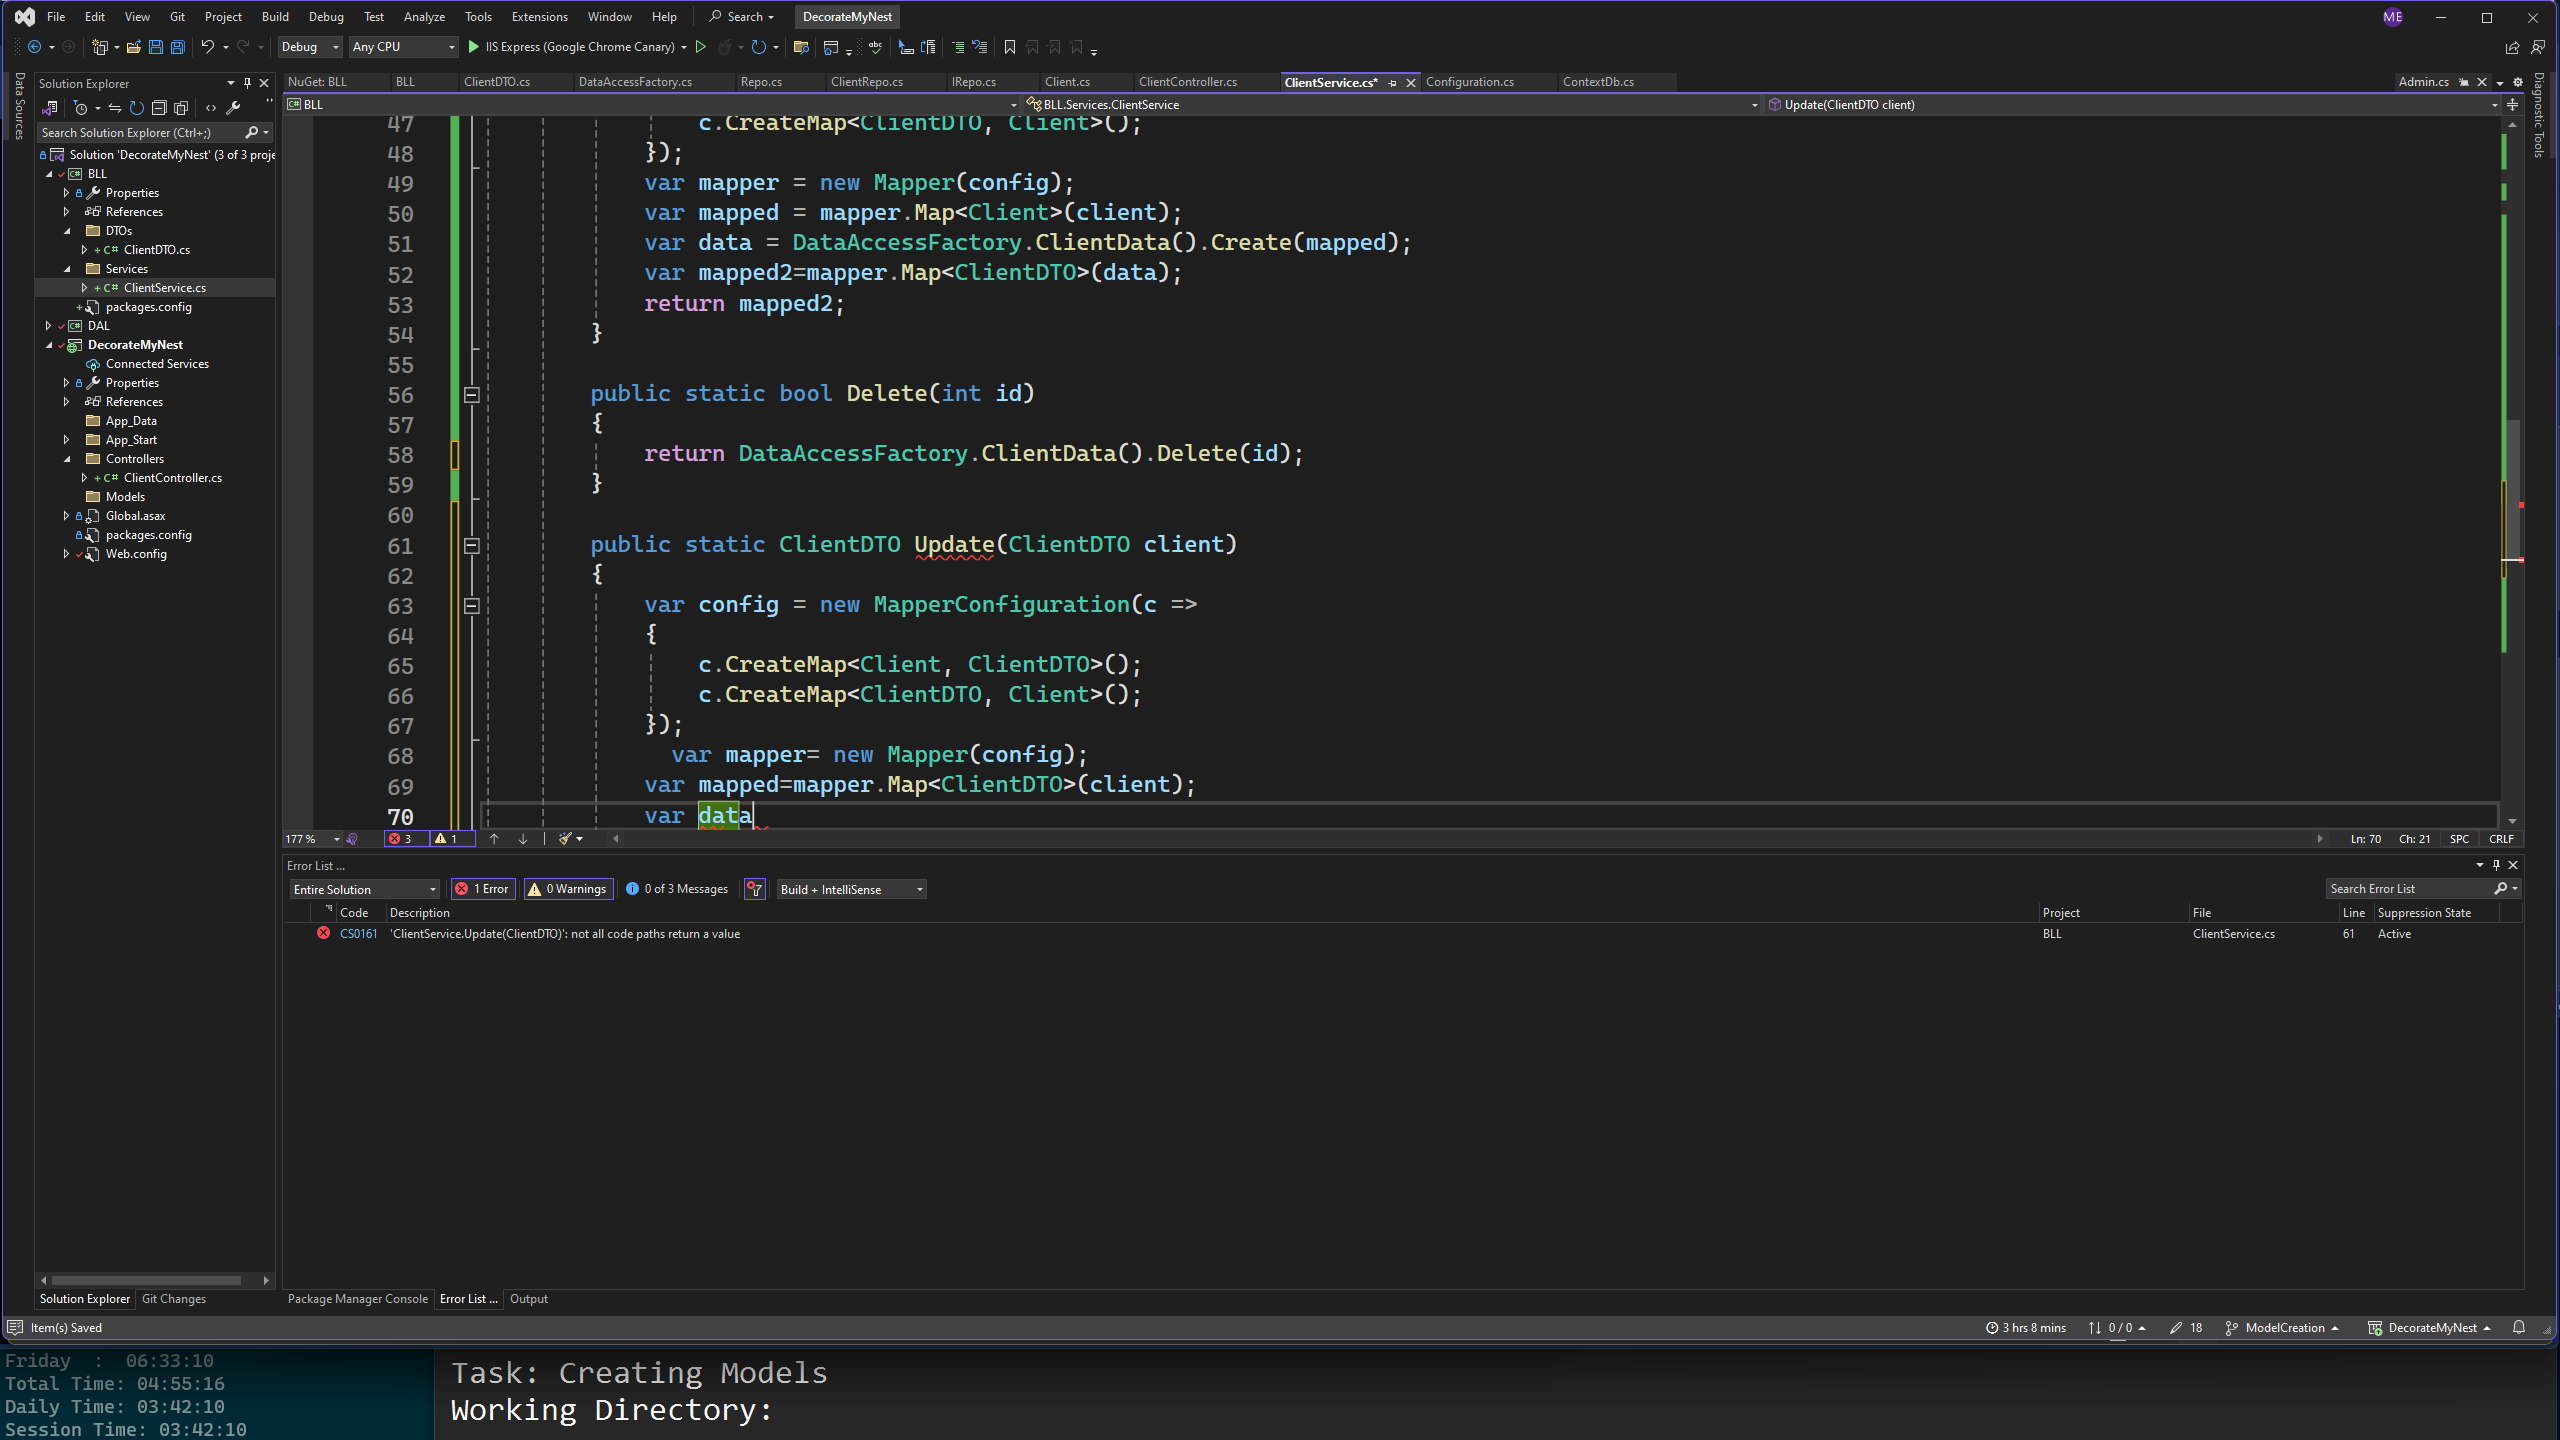 File Edit View Git Project Build Debug Test Analyze Tools Extensions Window Help Search DecorateMyNest ME
Debug Any CPU IIS Express (Google Chrome Canary)
Data Sources
Solution Explorer
Search Solution Explorer (Ctrl+;)
Solution 'DecorateMyNest' (3 of 3 proje
BLL
Properties
References
DTOs
ClientDTO.cs
Services
ClientService.cs
packages.config
DAL
DecorateMyNest
Connected Services
Properties
References
App_Data
App_Start
Controllers
ClientController.cs
Models
Global.asax
packages.config
Web.config
Solution Explorer Git Changes
NuGet: BLL BLL ClientDTO.cs DataAccessFactory.cs Repo.cs ClientRepo.cs IRepo.cs Client.cs ClientController.cs ClientService.cs* Configuration.cs ContextDb.cs Admin.cs
BLL BLL.Services.ClientService Update(ClientDTO client)
Diagnostic Tools
47 c.CreateMap<ClientDTO, Client>();
48 });
49 var mapper = new Mapper(config);
50 var mapped = mapper.Map<Client>(client);
51 var data = DataAccessFactory.ClientData().Create(mapped);
52 var mapped2=mapper.Map<ClientDTO>(data);
53 return mapped2;
54 }
55
56 public static bool Delete(int id)
57 {
58 return DataAccessFactory.ClientData().Delete(id);
59 }
60
61 public static ClientDTO Update(ClientDTO client)
62 {
63 var config = new MapperConfiguration(c =>
64 {
65 c.CreateMap<Client, ClientDTO>();
66 c.CreateMap<ClientDTO, Client>();
67 });
68 var mapper= new Mapper(config);
69 var mapped=mapper.Map<ClientDTO>(client);
70 var data
177 % 3 1 Ln: 70 Ch: 21 SPC CRLF
Error List ...
Entire Solution 1 Error 0 Warnings 0 of 3 Messages Build + IntelliSense Search Error List
Code Description Project File Line Suppression State
CS0161 'ClientService.Update(ClientDTO)': not all code paths return a value BLL ClientService.cs 61 Active
Package Manager Console Error List ... Output
Item(s) Saved 3 hrs 8 mins 0 / 0 18 ModelCreation DecorateMyNest
Friday : 06:33:10
Total Time: 04:55:16
Daily Time: 03:42:10
Session Time: 03:42:10
Task: Creating Models
Working Directory: